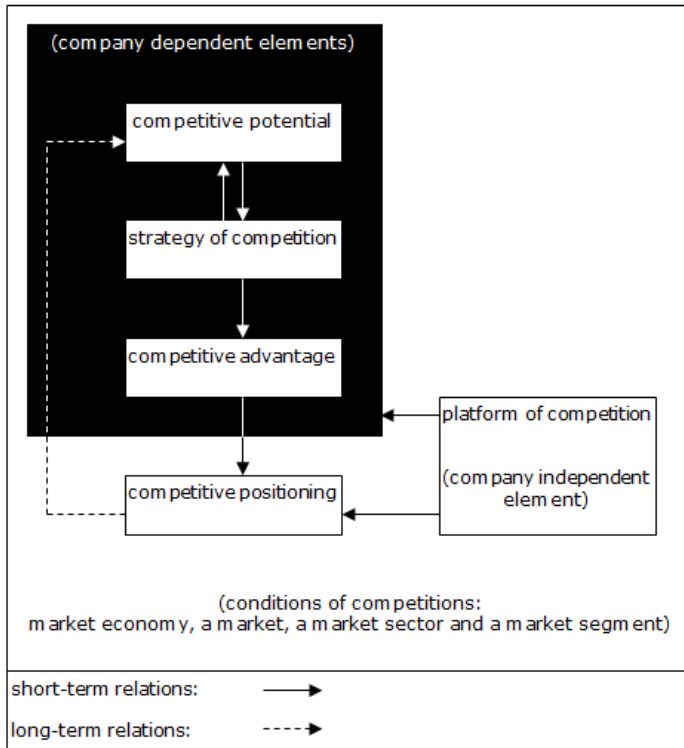 (company dependent elements)
competitive potential
strategy of competition
competitive advantage
platform of competition
(company independent
element)
competitive positioning
(conditions of competitions:
market economy, a market, a market sector and a market segment)
short-term relations:
long-term relations: